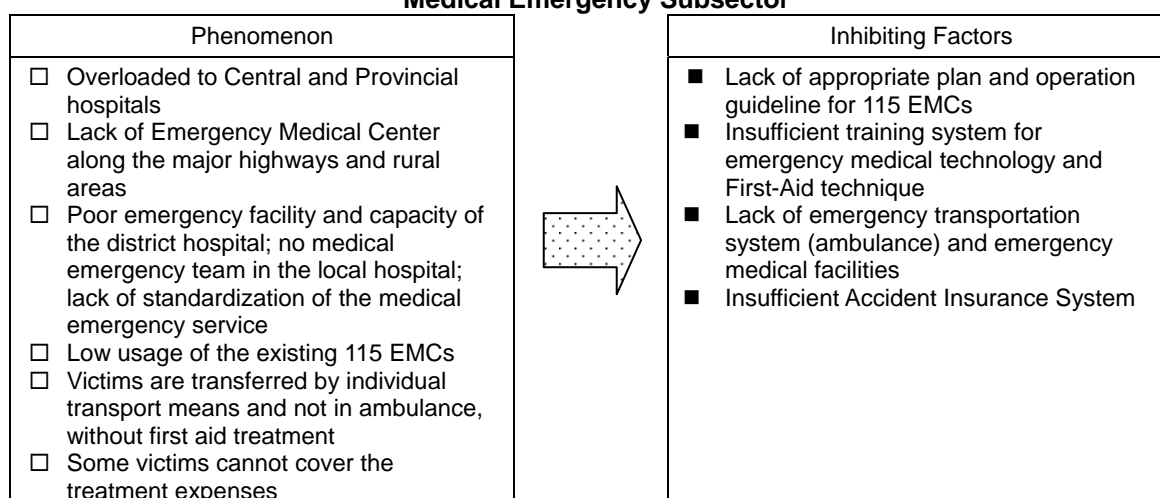 Medical Emergency Subsector
Phenomenon
☐ Overloaded to Central and Provincial
hospitals
☐ Lack of Emergency Medical Center
along the major highways and rural
areas
☐ Poor emergency facility and capacity of
the district hospital; no medical
emergency team in the local hospital;
lack of standardization of the medical
emergency service
☐ Low usage of the existing 115 EMCs
☐ Victims are transferred by individual
transport means and not in ambulance,
without first aid treatment
☐ Some victims cannot cover the
treatment expenses
Inhibiting Factors
■ Lack of appropriate plan and operation
guideline for 115 EMCs
■ Insufficient training system for
emergency medical technology and
First-Aid technique
■ Lack of emergency transportation
system (ambulance) and emergency
medical facilities
■ Insufficient Accident Insurance System